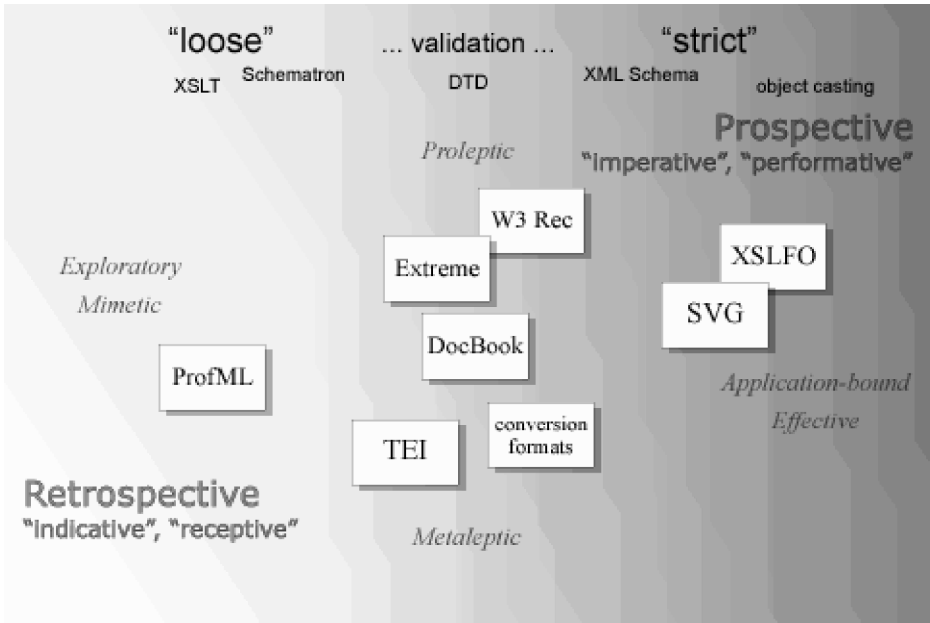 “loose”
... validation ...
“strict”
XSLT
Schematron
DTD
XML Schema
object casting
Prospective
“imperative”, “performative”
Proleptic
W3 Rec
Extreme
XSLFO
Exploratory
Mimetic
SVG
DocBook
ProfML
Application-bound
Effective
conversion
formats
TEI
Retrospective
“indicative”, “receptive”
Metaleptic